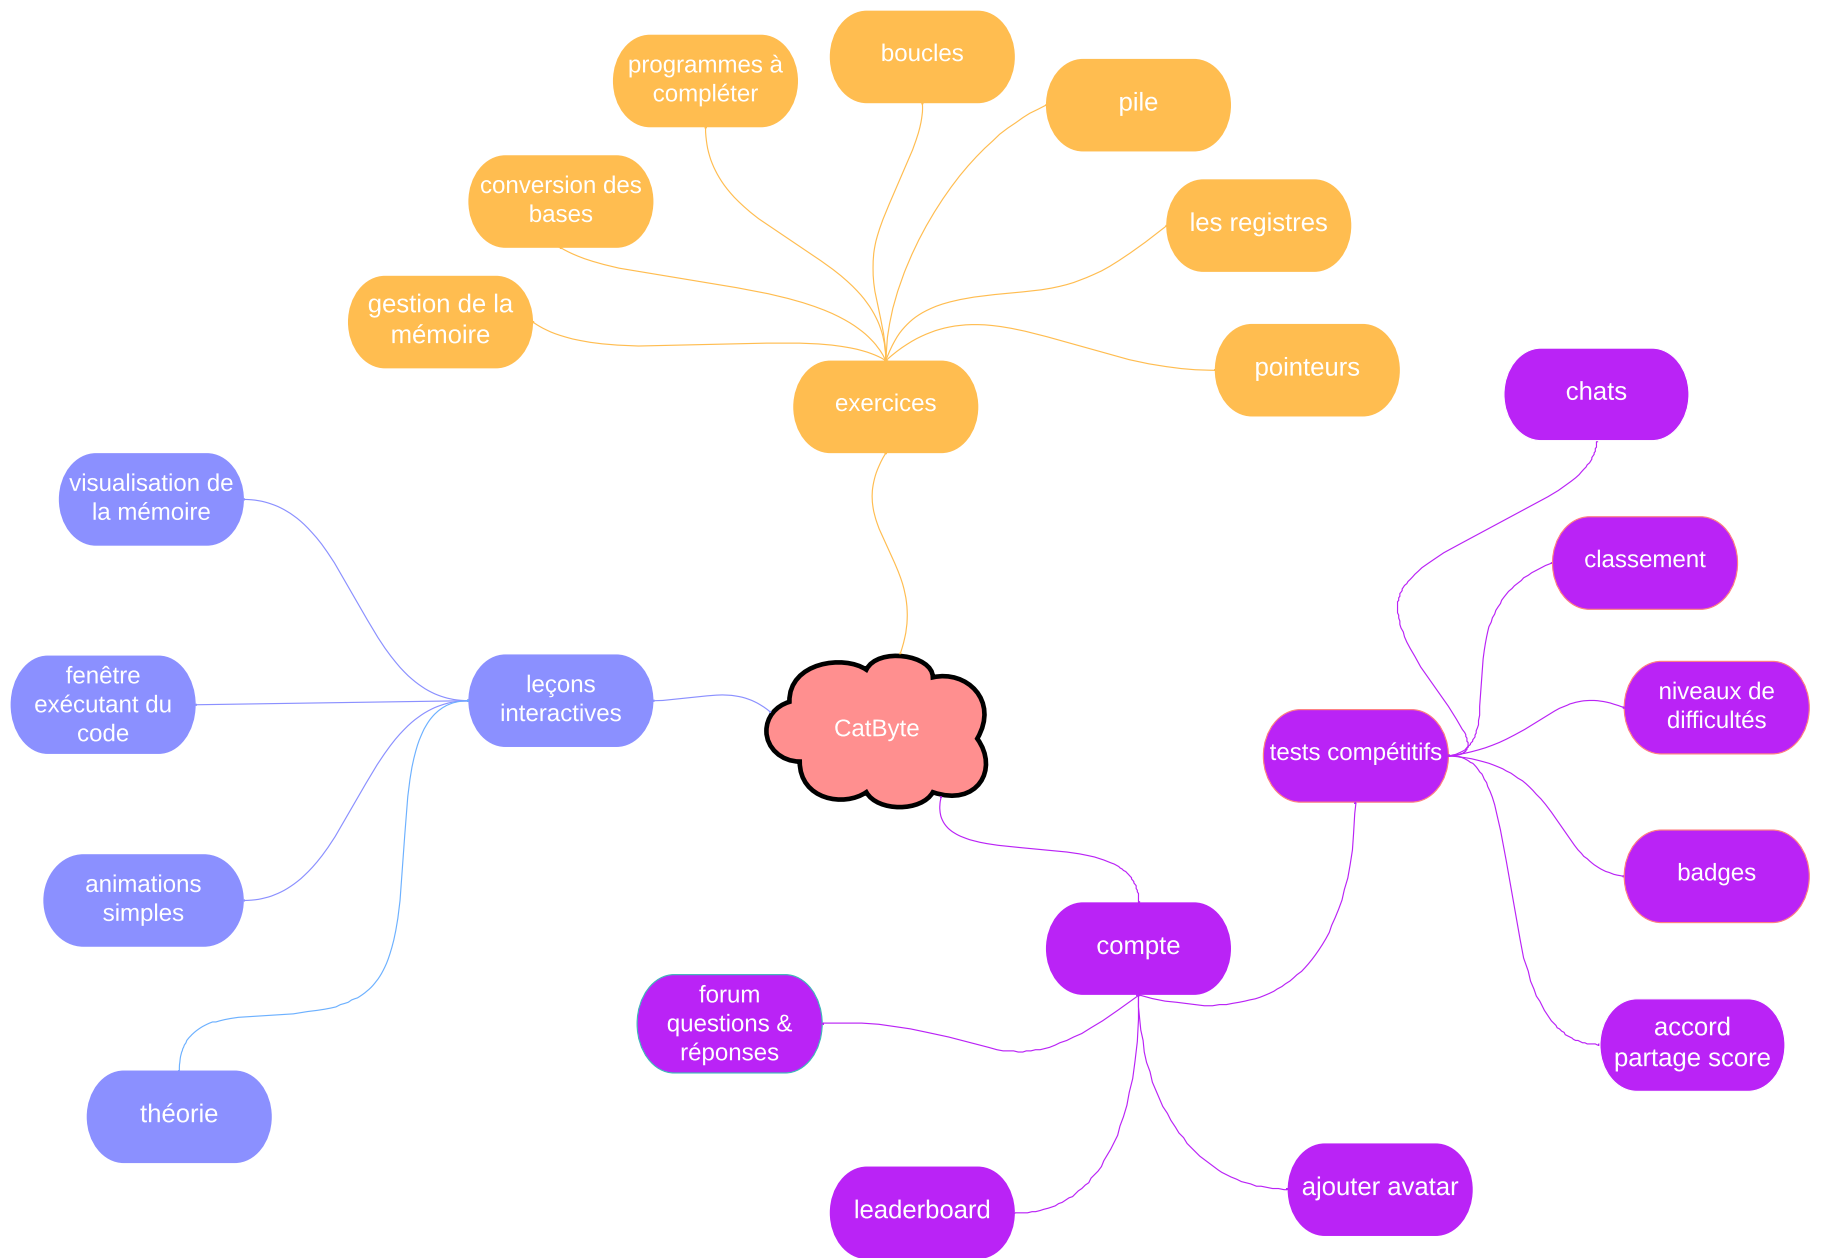 boucles
programmes à
compléter
pile
conversion des
bases
les registres
gestion de la
mémoire
pointeurs
exercices
chats
visualisation de
la mémoire
classement
fenêtre
exécutant du
code
leçons
interactives
CatByte
niveaux de
difficultés
tests compétitifs
animations
simples
badges
compte
forum
questions &
réponses
accord
partage score
théorie
leaderboard
ajouter avatar